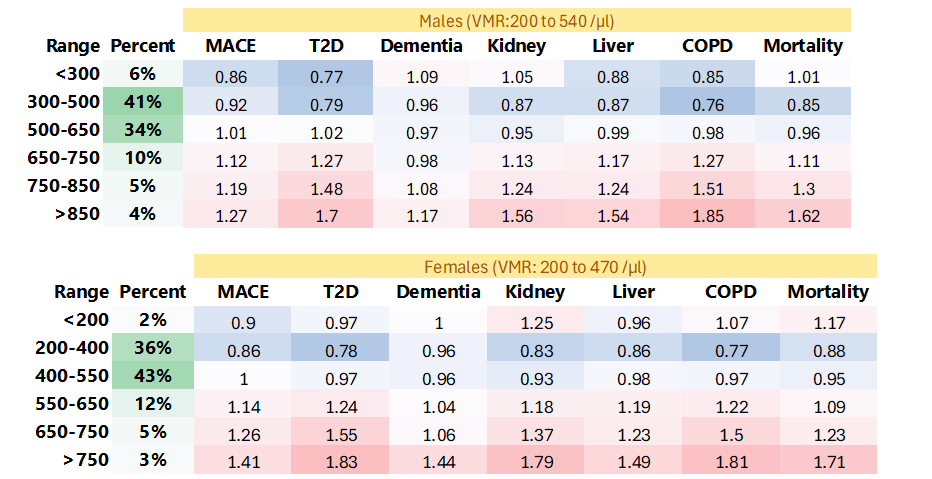 Males (VMR:200 to 540 /µl)
Range Percent MACE T2D Dementia Kidney Liver COPD Mortality
<300 6% 0.86 0.77 1.09 1.05 0.88 0.85 1.01
300-500 41% 0.92 0.79 0.96 0.87 0.87 0.76 0.85
500-650 34% 1.01 1.02 0.97 0.95 0.99 0.98 0.96
650-750 10% 1.12 1.27 0.98 1.13 1.17 1.27 1.11
750-850 5% 1.19 1.48 1.08 1.24 1.24 1.51 1.3
>850 4% 1.27 1.7 1.17 1.56 1.54 1.85 1.62
Females (VMR: 200 to 470 /µl)
Range Percent MACE T2D Dementia Kidney Liver COPD Mortality
<200 2% 0.9 0.97 1 1.25 0.96 1.07 1.17
200-400 36% 0.86 0.78 0.96 0.83 0.86 0.77 0.88
400-550 43% 1 0.97 0.96 0.93 0.98 0.97 0.95
550-650 12% 1.14 1.24 1.04 1.18 1.19 1.22 1.09
650-750 5% 1.26 1.55 1.06 1.37 1.23 1.5 1.23
>750 3% 1.41 1.83 1.44 1.79 1.49 1.81 1.71